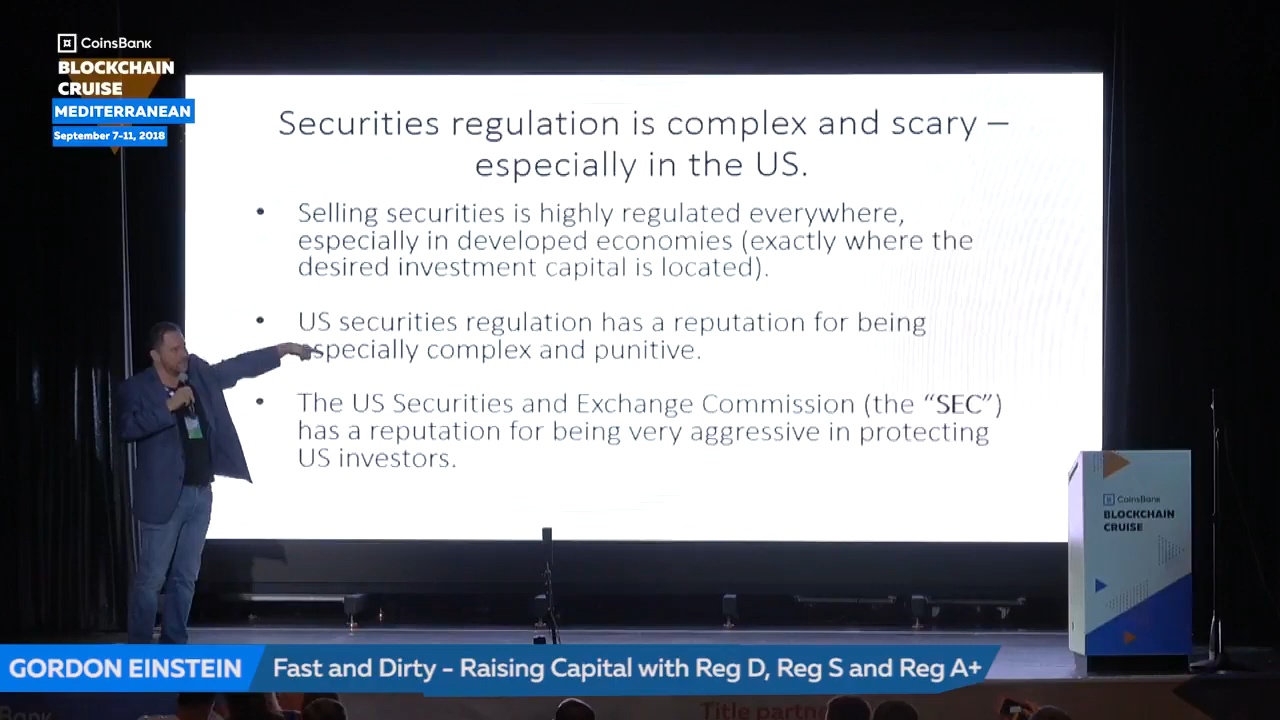 CoinsBank
BLOCKCHAIN
CRUISE
MEDITERRANEAN
September 7-11, 2018
Securities regulation is complex and scary –
especially in the US.
• Selling securities is highly regulated everywhere,
especially in developed economies (exactly where the
desired investment capital is located).
• US securities regulation has a reputation for being
especially complex and punitive.
• The US Securities and Exchange Commission (the “SEC”)
has a reputation for being very aggressive in protecting
US investors.
CoinsBank
BLOCKCHAIN
CRUISE
GORDON EINSTEIN
Fast and Dirty - Raising Capital with Reg D, Reg S and Reg A+
Title